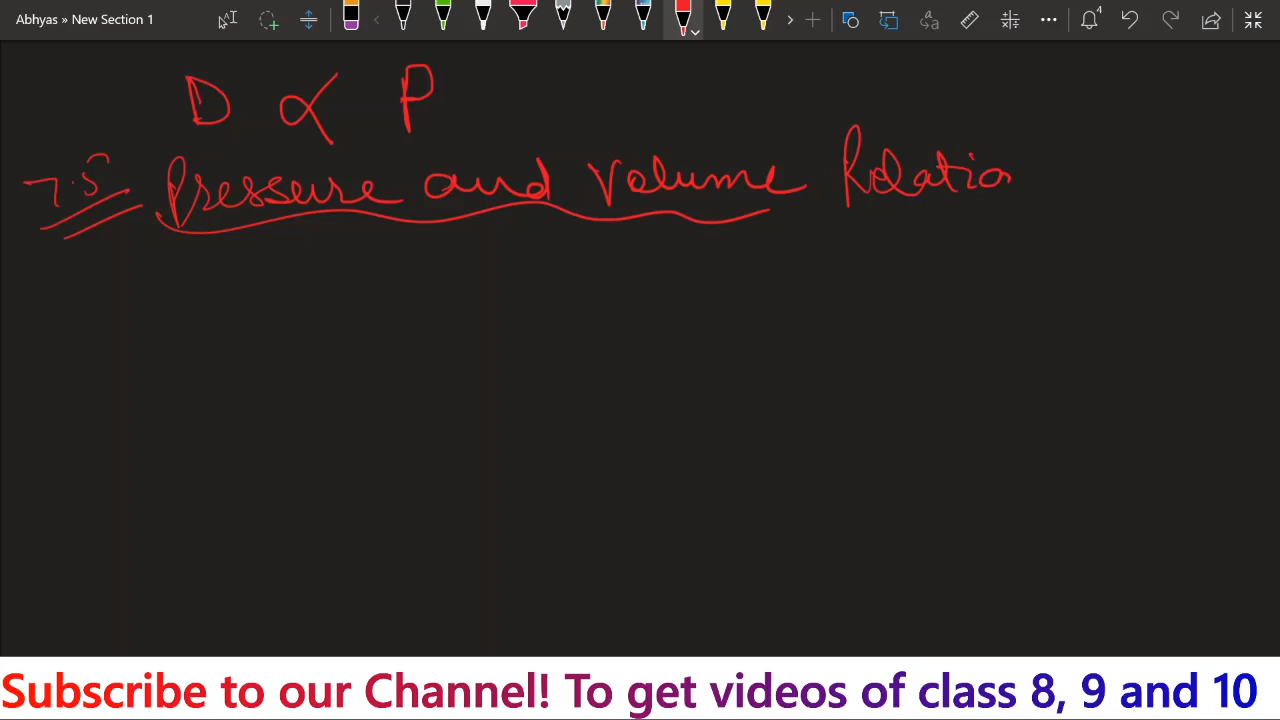 Abhyas » New Section 1
4
D ∝ P
7.5 Pressure and Volume Relatio
Subscribe to our Channel! To get videos of class 8, 9 and 10